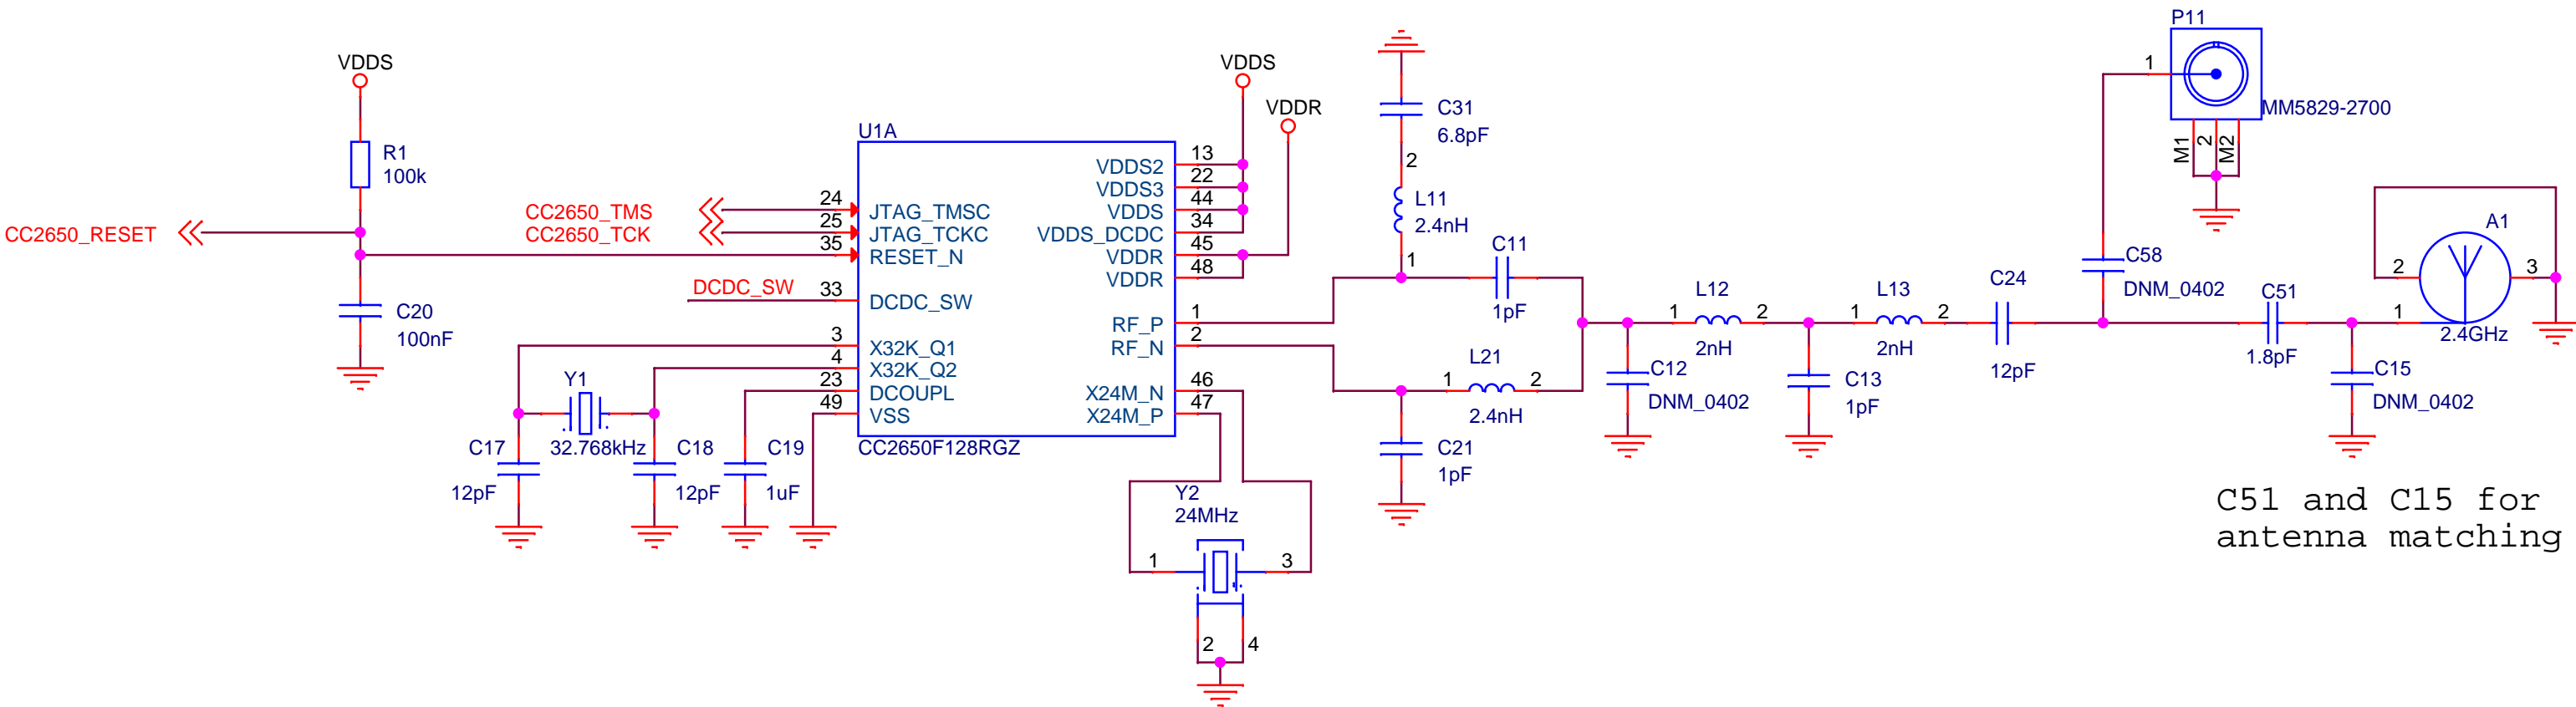 VDDS
R1
100k
CC2650_RESET
C20
100nF
CC2650_TMS
CC2650_TCK
DCDC_SW
U1A
24
JTAG_TMSC
25
JTAG_TCKC
35
RESET_N
33
DCDC_SW
3
X32K_Q1
4
X32K_Q2
23
DCOUPL
49
VSS
VDDS2
13
VDDS3
22
VDDS
44
VDDS_DCDC
34
VDDR
45
VDDR
48
RF_P
1
RF_N
2
X24M_N
46
X24M_P
47
CC2650F128RGZ
Y1
32.768kHz
C17
12pF
C18
12pF
C19
1uF
VDDS
VDDR
Y2
24MHz
1
3
2
4
C31
6.8pF
2
L11
2.4nH
1
C11
1pF
L21
1
2
2.4nH
C21
1pF
L12
1
2
2nH
C12
DNM_0402
C13
1pF
L13
1
2
2nH
C24
12pF
P11
1
MM5829-2700
M1
2
M2
C58
DNM_0402
C51
1.8pF
C15
DNM_0402
A1
2
3
1
2.4GHz
C51 and C15 for
antenna matching